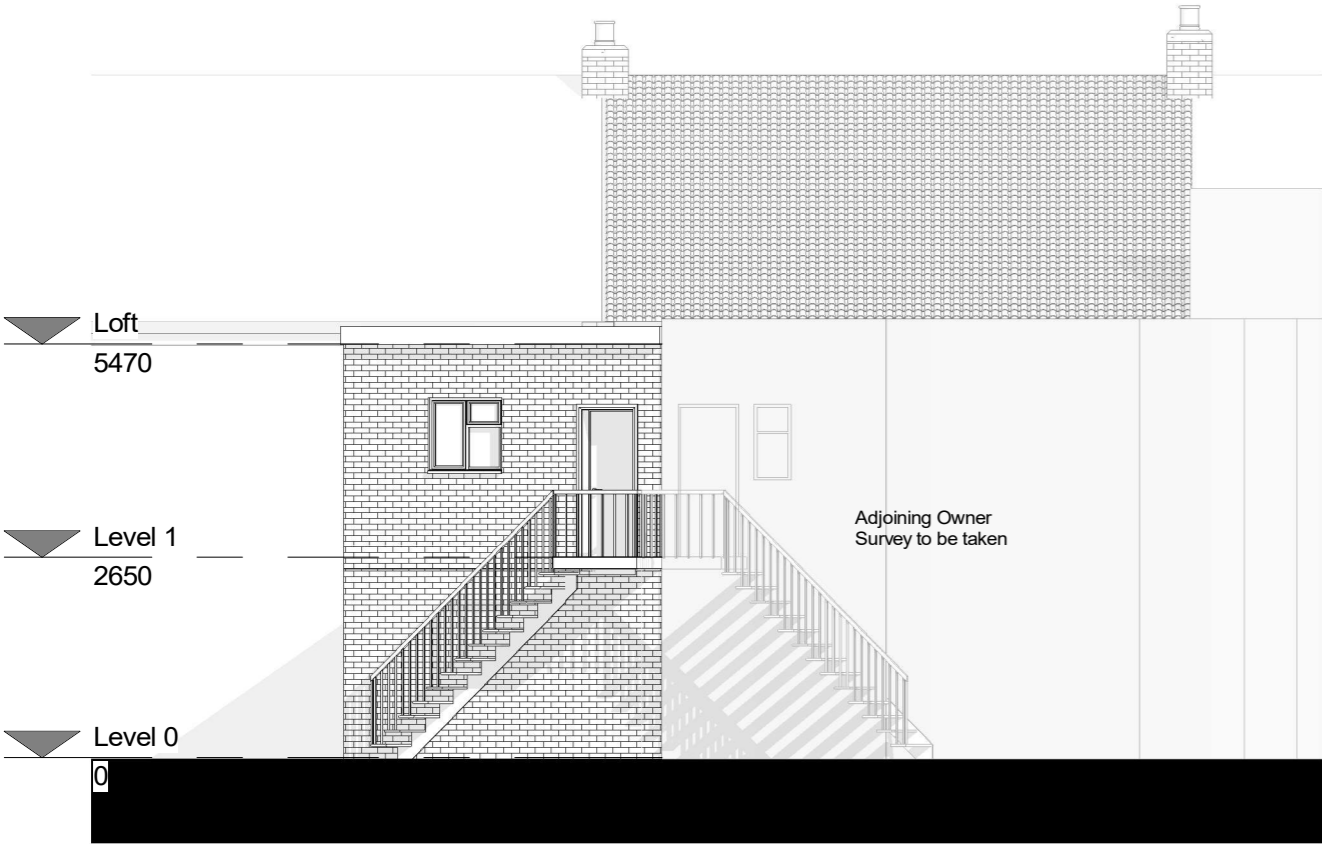 Loft
5470
Level 1
2650
Adjoining Owner
Survey to be taken
Level 0
0